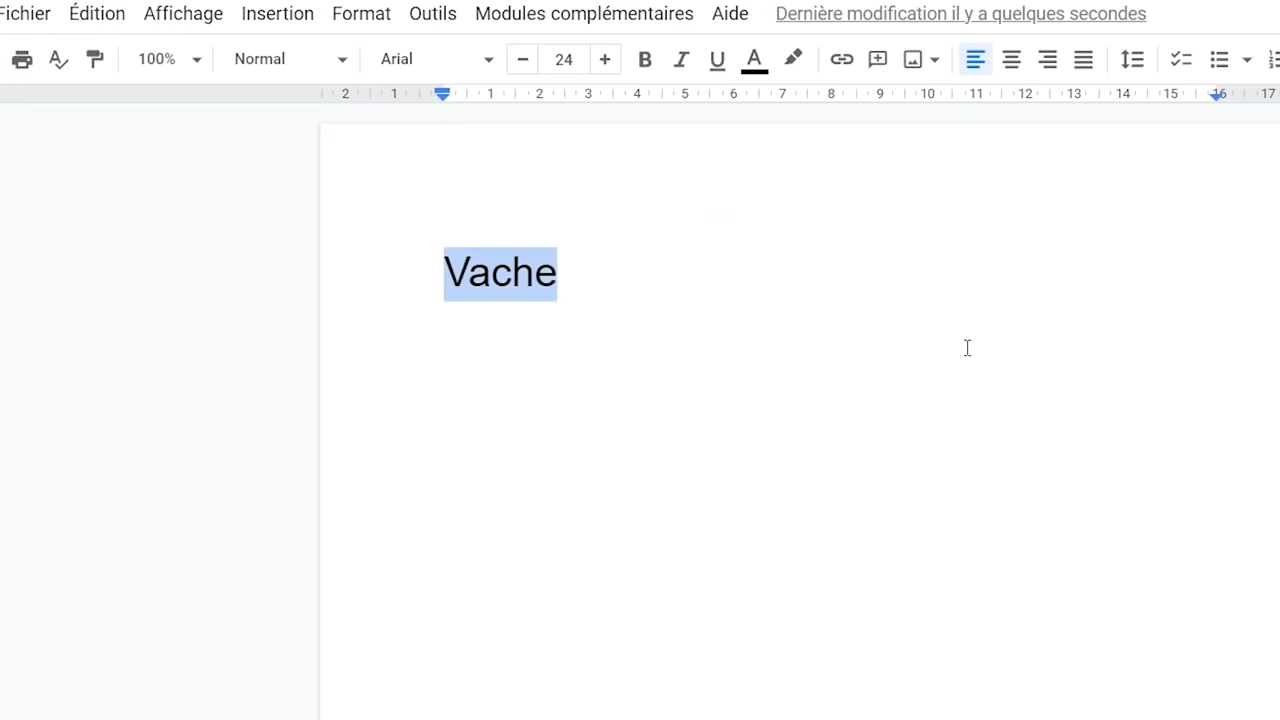 Fichier Édition Affichage Insertion Format Outils Modules complémentaires Aide Dernière modification il y a quelques secondes
100% Normal Arial 24 B I U A
2 1 1 2 3 4 5 6 7 8 9 10 11 12 13 14 15 16 17
Vache